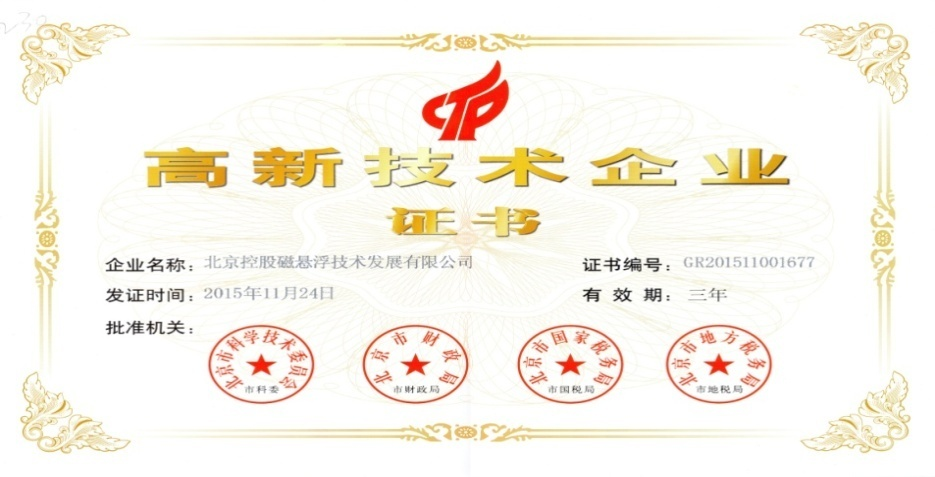 230
CTP
高新技术企业
证书
企业名称：北京控股磁悬浮技术发展有限公司
证书编号：GR201511001677
发证时间：2015年11月24日
有效期：三年
批准机关：
北京市科学技术委员会
市科委
北京市财政局
市财政局
北京市国家税务局
市国税局
北京市地方税务局
市地税局